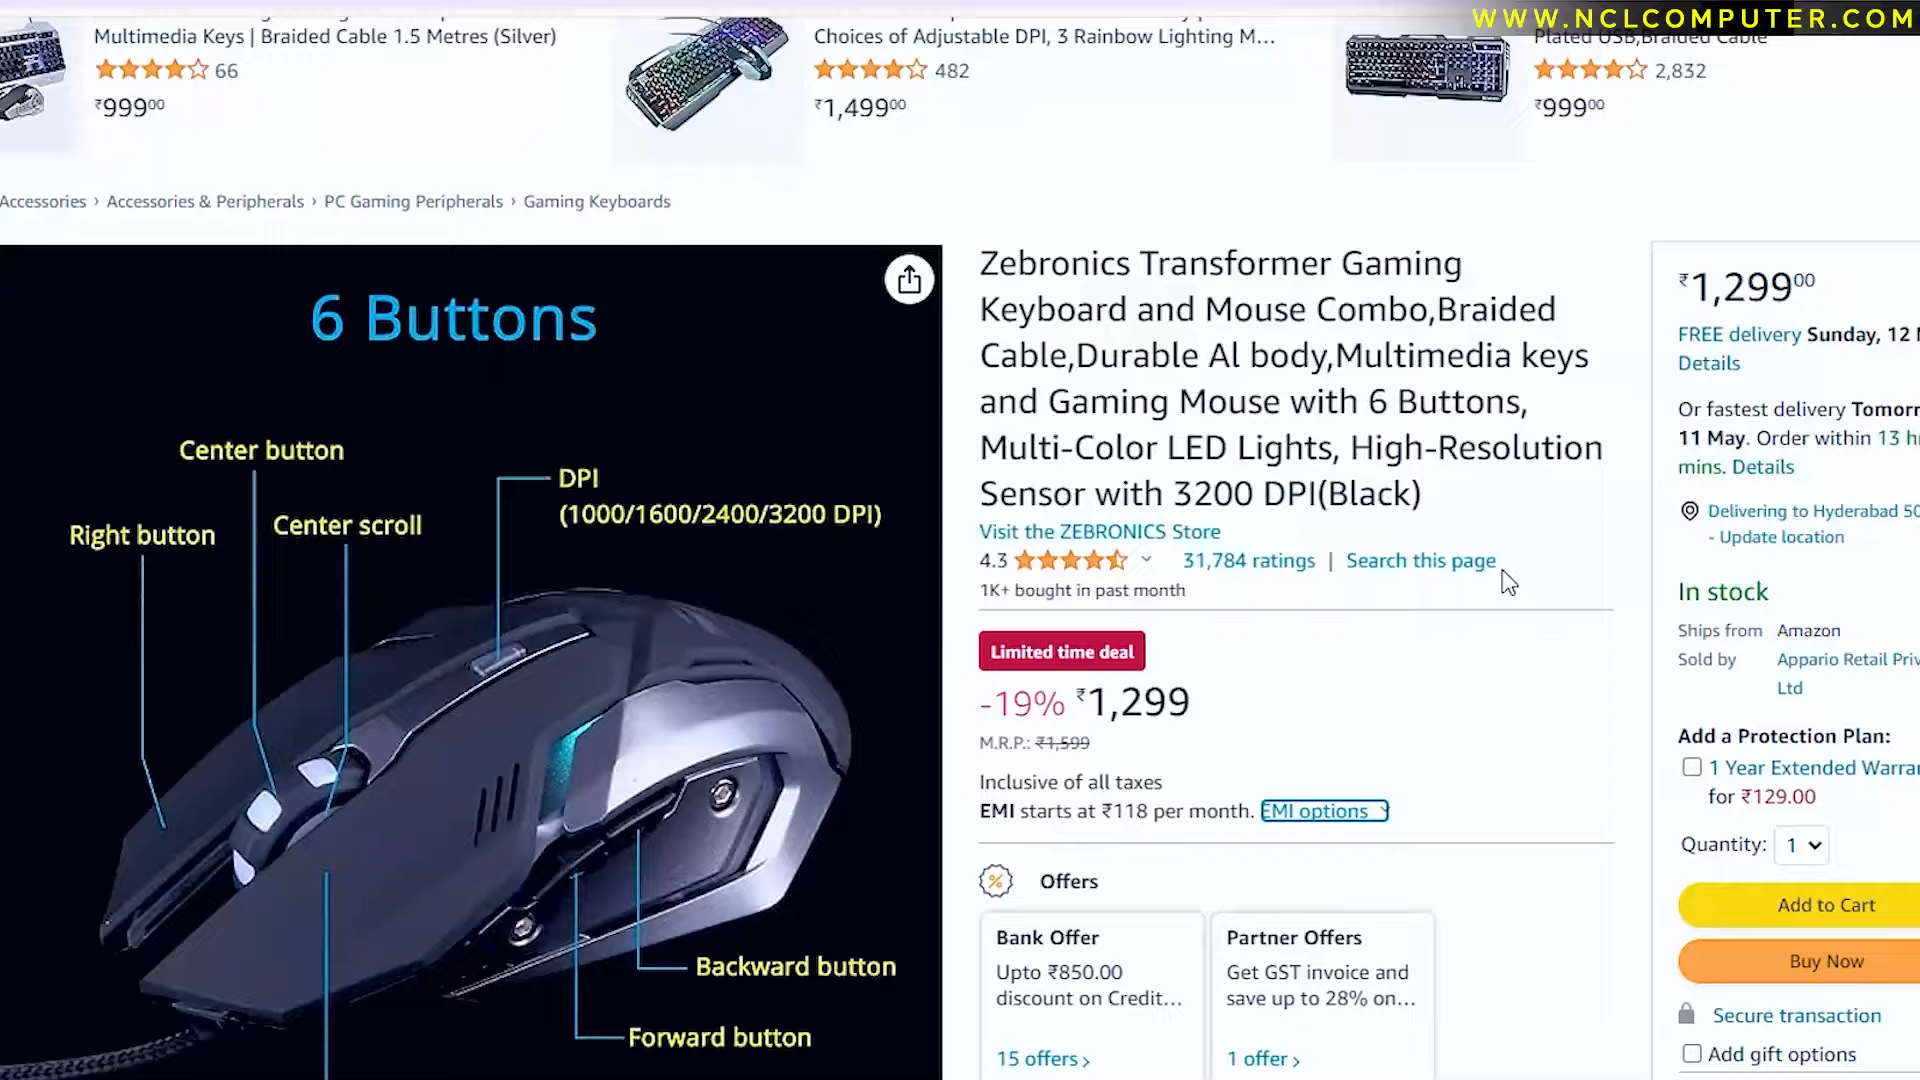 WWW.NCLCOMPUTER.COM
Multimedia Keys | Braided Cable 1.5 Metres (Silver)
66
₹99900
Choices of Adjustable DPI, 3 Rainbow Lighting M...
482
₹1,49900
Plated USB,Braided Cable
2,832
₹99900
Accessories › Accessories & Peripherals › PC Gaming Peripherals › Gaming Keyboards
6 Buttons
Center button
DPI
(1000/1600/2400/3200 DPI)
Right button
Center scroll
Backward button
Forward button
Zebronics Transformer Gaming
Keyboard and Mouse Combo,Braided
Cable,Durable Al body,Multimedia keys
and Gaming Mouse with 6 Buttons,
Multi-Color LED Lights, High-Resolution
Sensor with 3200 DPI(Black)
Visit the ZEBRONICS Store
4.3 31,784 ratings | Search this page
1K+ bought in past month
Limited time deal
-19% ₹1,299
M.R.P.: ₹1,599
Inclusive of all taxes
EMI starts at ₹118 per month. EMI options
Offers
Bank Offer
Upto ₹850.00
discount on Credit...
15 offers ›
Partner Offers
Get GST invoice and
save up to 28% on...
1 offer ›
₹1,29900
FREE delivery Sunday, 12
Details
Or fastest delivery
11 May. Order within 13
mins. Details
Delivering to Hyderabad
- Update location
In stock
Ships from Amazon
Sold by Appario Retail
Ltd
Add a Protection Plan:
1 Year Extended
for ₹129.00
Quantity: 1
Add to Cart
Buy Now
Secure transaction
Add gift options